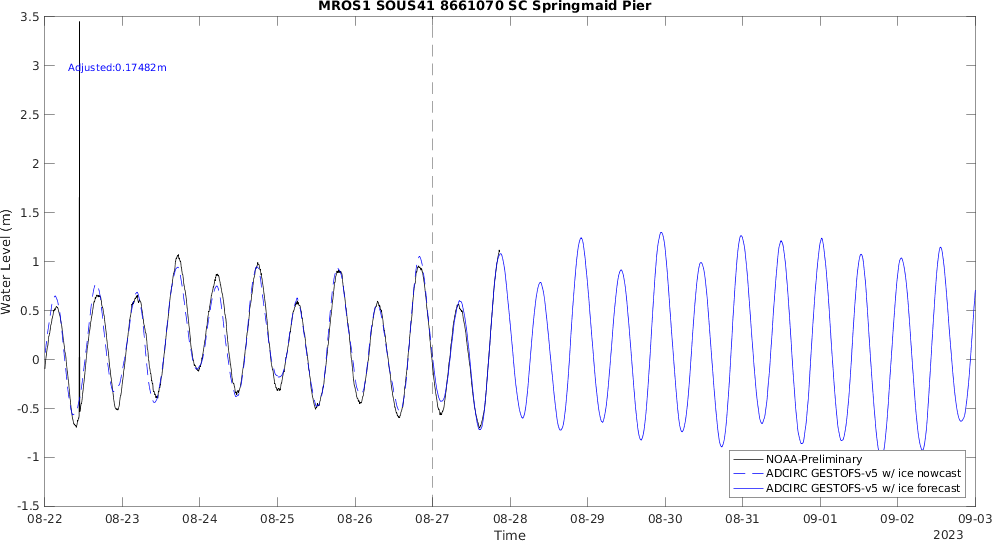 MROS1 SOUS41 8661070 SC Springmaid Pier
3.5
3
2.5
2
1.5
1
0.5
0
-0.5
-1
-1.5
Water Level (m)
Adjusted:0.17482m
NOAA-Preliminary
ADCIRC GESTOFS-v5 w/ ice nowcast
ADCIRC GESTOFS-v5 w/ ice forecast
08-22 08-23 08-24 08-25 08-26 08-27 08-28 08-29 08-30 08-31 09-01 09-02 09-03
Time
2023